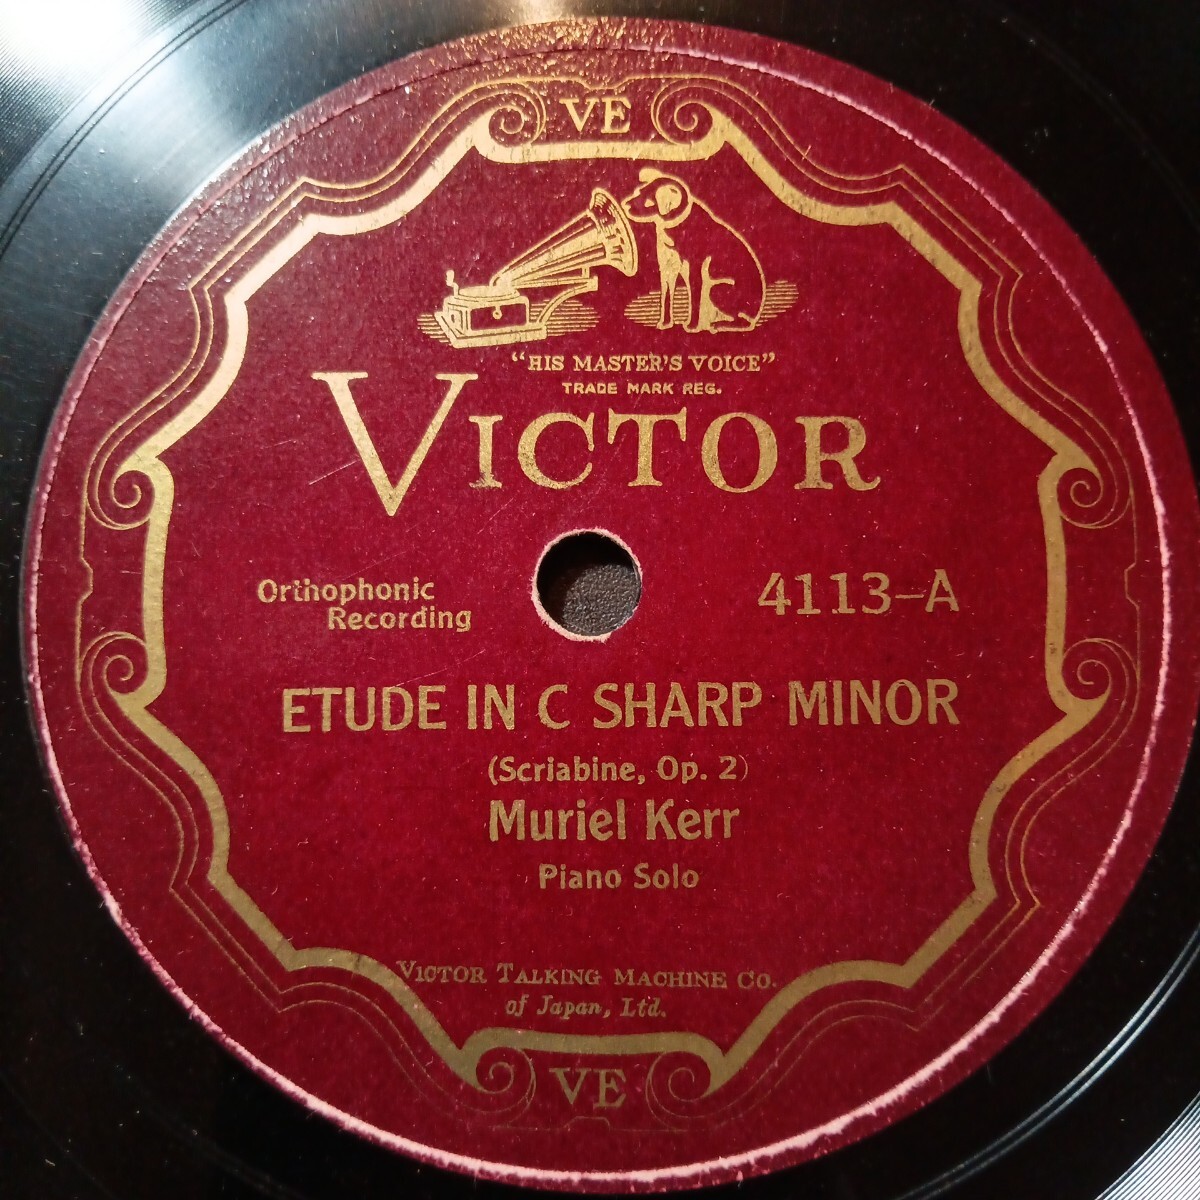 VE
“HIS MASTER'S VOICE”
TRADE MARK REG.
VICTOR
Orthophonic
Recording
4113-A
ETUDE IN C SHARP MINOR
(Scriabine, Op. 2)
Muriel Kerr
Piano Solo
VICTOR TALKING MACHINE CO.
of Japan, Ltd.
VE